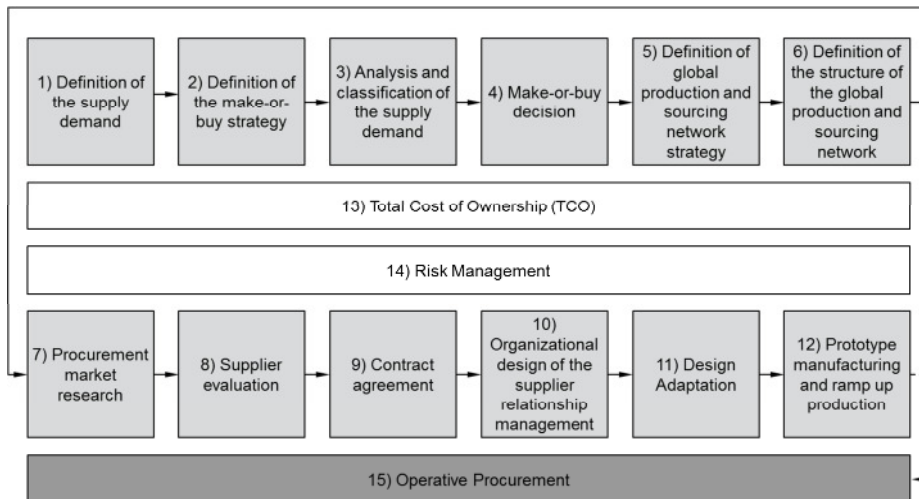 1) Definition of
the supply
demand
2) Definition of
the make-or-
buy strategy
3) Analysis and
classification of
the supply
demand
4) Make-or-buy
decision
5) Definition of
global
production and
sourcing
network
strategy
6) Definition of
the structure of
the global
production and
sourcing
network
13) Total Cost of Ownership (TCO)
14) Risk Management
7) Procurement
market
research
8) Supplier
evaluation
9) Contract
agreement
10)
Organizational
design of the
supplier
relationship
management
11) Design
Adaptation
12) Prototype
manufacturing
and ramp up
production
15) Operative Procurement